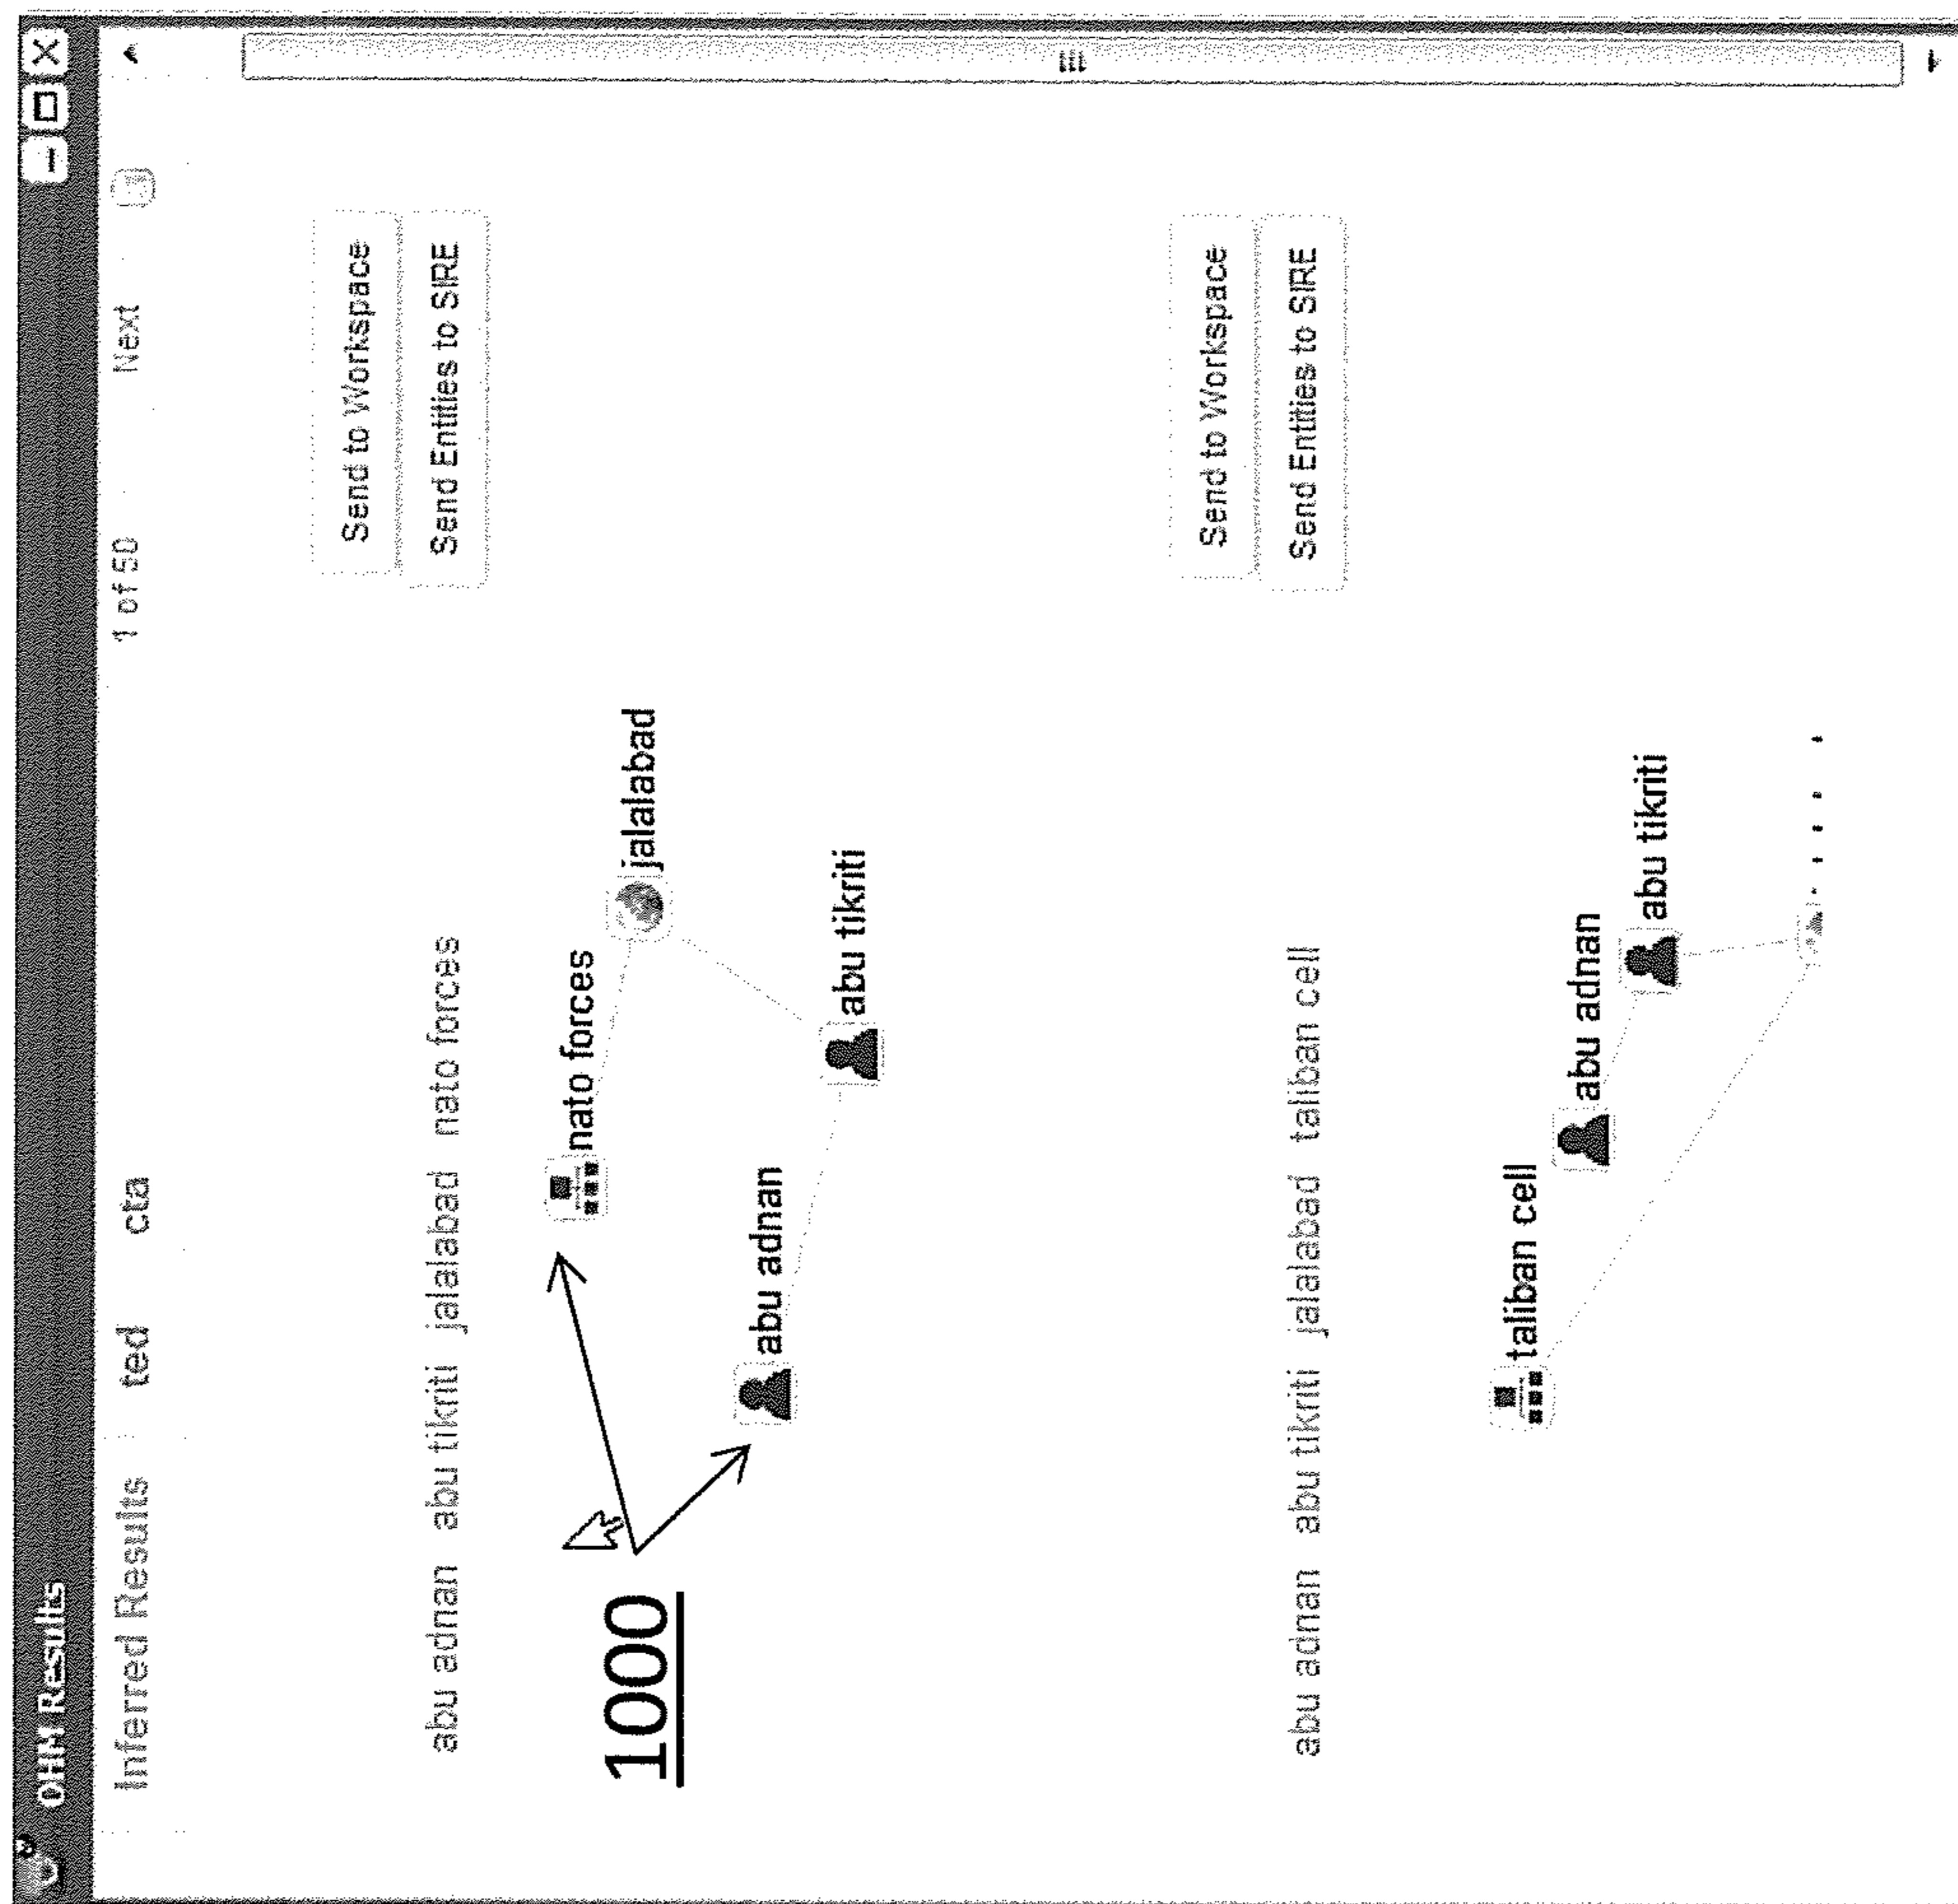 OHM Results
Inferred Results ted cta 1 of 50 Next
Send to Workspace
abu adnan abu tikriti jalalabad nato forces
Send Entities to SIRE
nato forces
jalalabad
1000
abu adnan
abu tikriti
Send to Workspace
abu adnan abu tikriti jalalabad taliban cell
Send Entities to SIRE
taliban cell
abu adnan
abu tikriti